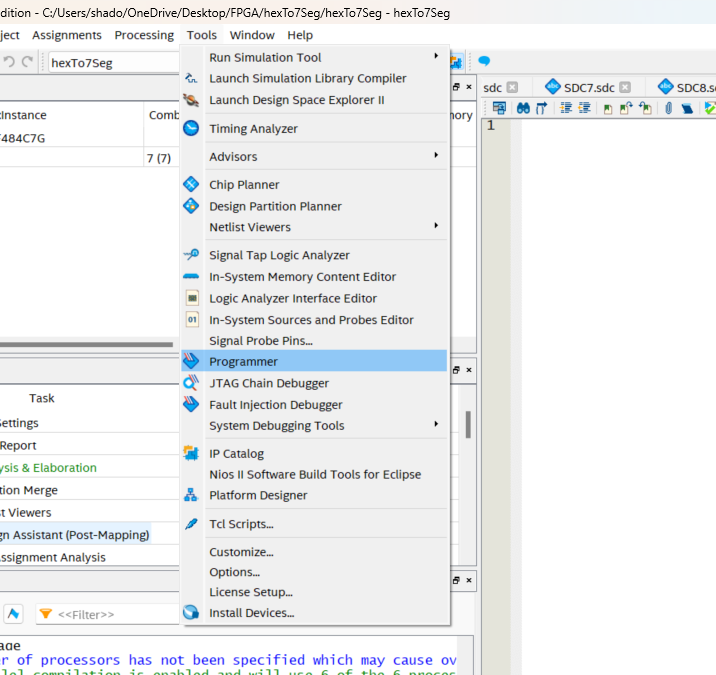 dition - C:/Users/shado/OneDrive/Desktop/FPGA/hexTo7Seg/hexTo7Seg - hexTo7Seg
ject Assignments Processing Tools Window Help
hexTo7Seg
sdc SDC7.sdc SDC8.s
Instance Comb ory
484C7G
7 (7)
1
Run Simulation Tool
Launch Simulation Library Compiler
Launch Design Space Explorer II
Timing Analyzer
Advisors
Chip Planner
Design Partition Planner
Netlist Viewers
Signal Tap Logic Analyzer
In-System Memory Content Editor
Logic Analyzer Interface Editor
01 In-System Sources and Probes Editor
Signal Probe Pins...
Programmer
JTAG Chain Debugger
Fault Injection Debugger
System Debugging Tools
IP Catalog
Nios II Software Build Tools for Eclipse
Platform Designer
Tcl Scripts...
Customize...
Options...
License Setup...
Install Devices...
Task
Settings
Report
ysis & Elaboration
tion Merge
t Viewers
gn Assistant (Post-Mapping)
ssignment Analysis
<<Filter>>
age
r of processors has not been specified which may cause ov
lel compilation is enabled and will use 6 of the 6 proces